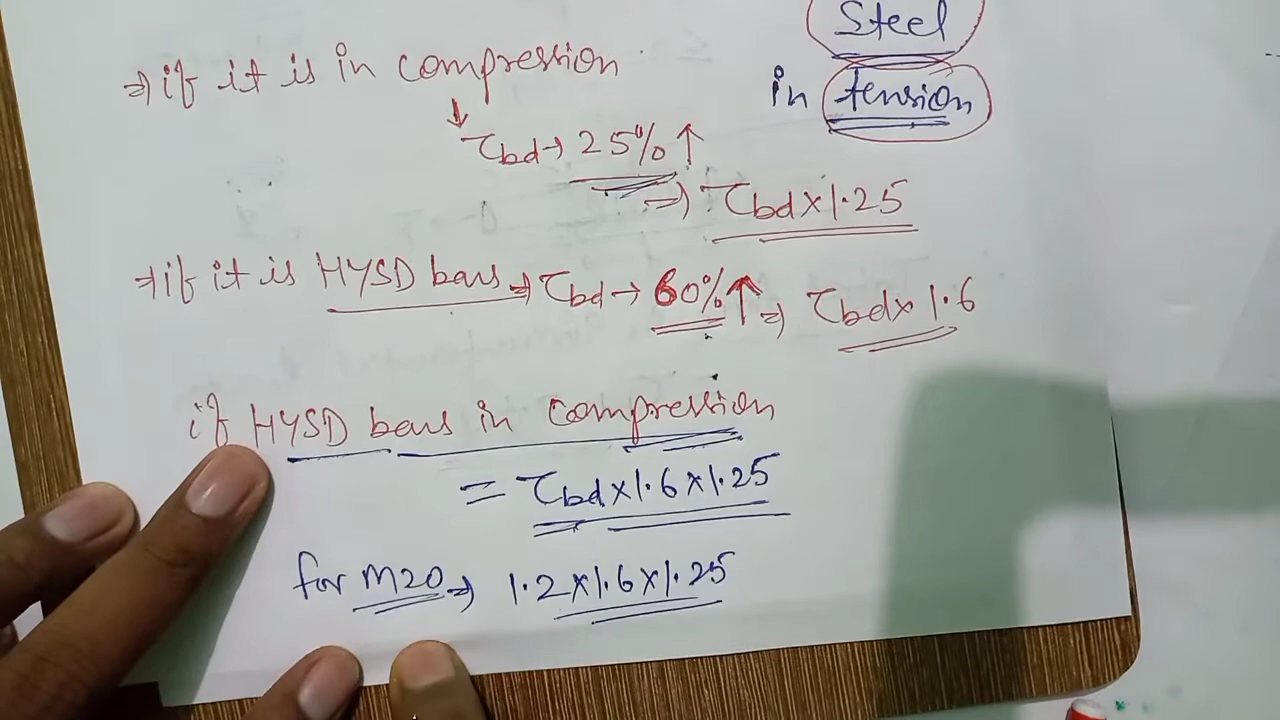 Steel
in tension
⇒ if it is in compression
↓
τbd → 25% ↑
⇒ τbd × 1.25
⇒ if it is HYSD bars ⇒ τbd → 60% ↑ ⇒ τbd × 1.6
if HYSD bars in compression
= τbd × 1.6 × 1.25
for M20 ⇒ 1.2 × 1.6 × 1.25